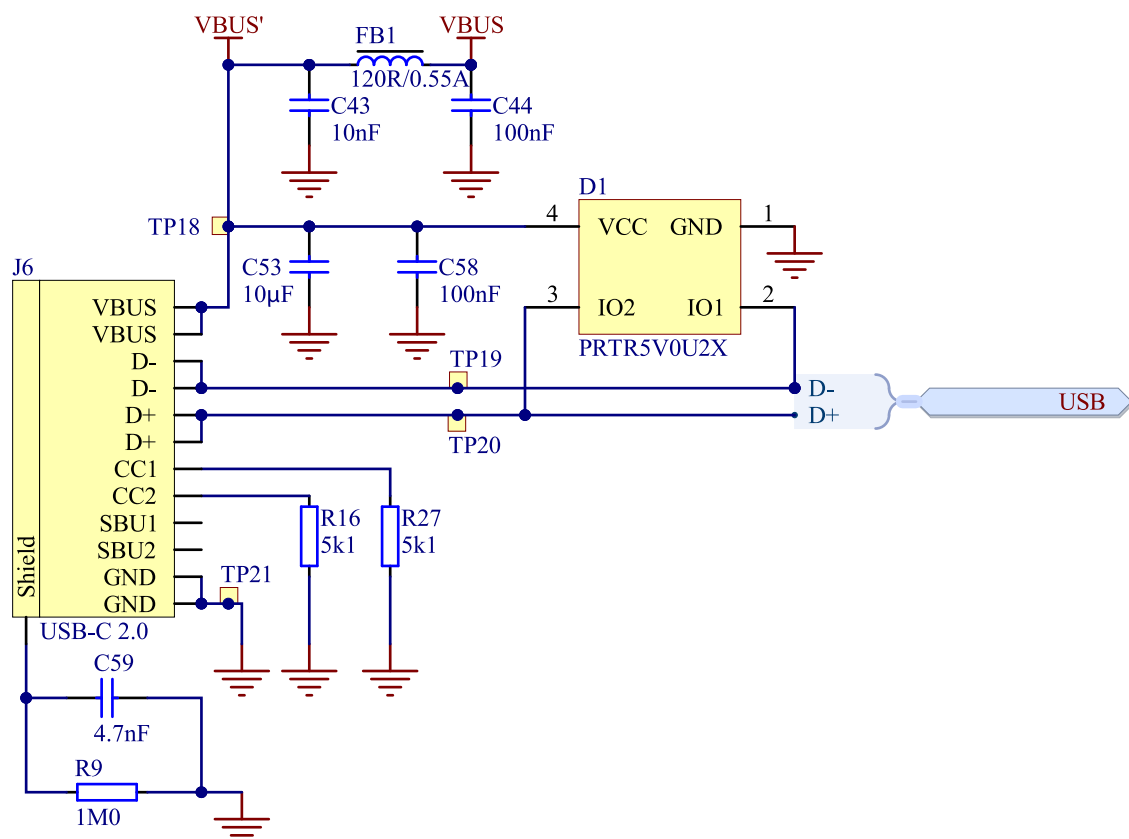 VBUS' VBUS
FB1
120R/0.55A
C43
10nF
C44
100nF
D1
TP18
4 VCC GND 1
C53
10µF
C58
100nF
3 IO2 IO1 2
PRTR5V0U2X
J6
VBUS
VBUS
D-
D-
D+
D+
CC1
CC2
SBU1
SBU2
GND
GND
Shield
USB-C 2.0
TP19
TP20
D-
D+
USB
R16
5k1
R27
5k1
TP21
C59
4.7nF
R9
1M0